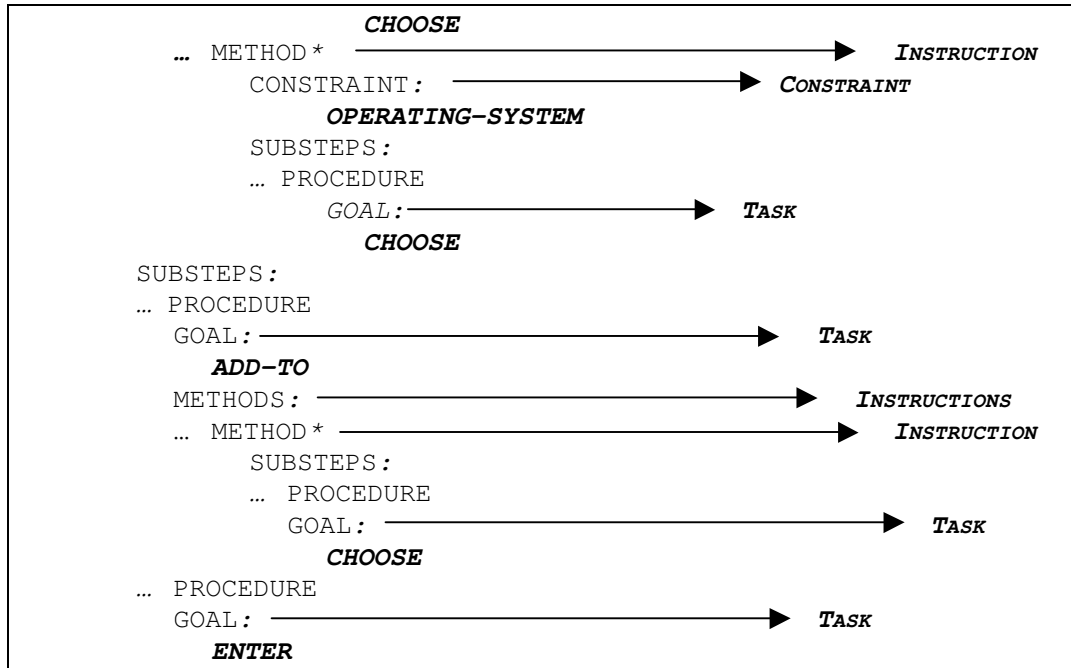 CHOOSE
… METHOD* INSTRUCTION
CONSTRAINT: CONSTRAINT
OPERATING-SYSTEM
SUBSTEPS:
… PROCEDURE
GOAL: TASK
CHOOSE
SUBSTEPS:
… PROCEDURE
GOAL: TASK
ADD-TO
METHODS: INSTRUCTIONS
… METHOD* INSTRUCTION
SUBSTEPS:
… PROCEDURE
GOAL: TASK
CHOOSE
… PROCEDURE
GOAL: TASK
ENTER